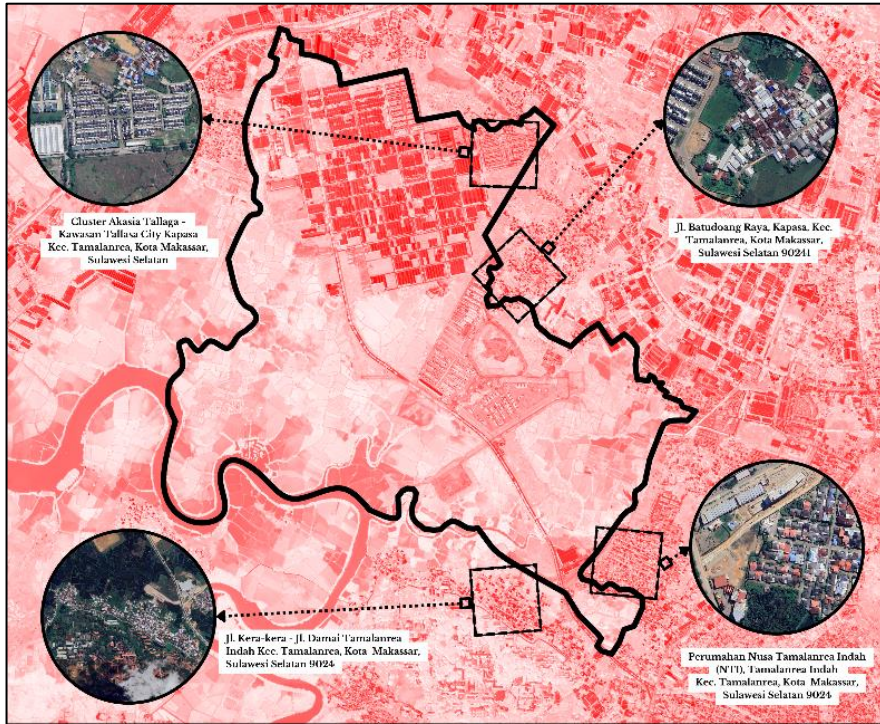 Cluster Akasia Tallaga -
Kawasan Tallasa City Kapasa
Kec. Tamalanrea, Kota Makassar,
Sulawesi Selatan
Jl. Batudoang Raya, Kapasa, Kec.
Tamalanrea, Kota Makassar,
Sulawesi Selatan 90241
Jl. Kera-kera - Jl. Damai Tamalanrea
Indah Kec. Tamalanrea, Kota Makassar,
Sulawesi Selatan 9024
Perumahan Nusa Tamalanrea Indah
(NTI), Tamalanrea Indah
Kec. Tamalanrea, Kota Makassar,
Sulawesi Selatan 9024